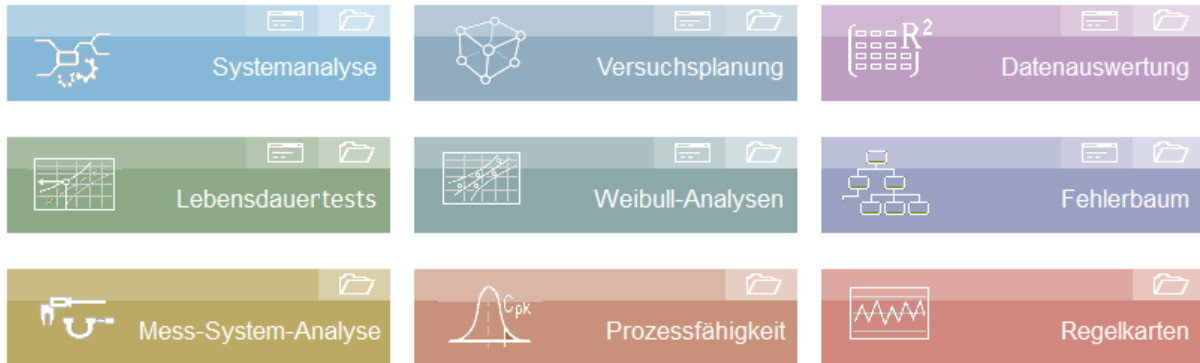 Systemanalyse
Versuchsplanung
R²
Datenauswertung
Lebensdauertests
Weibull-Analysen
Fehlerbaum
Mess-System-Analyse
Cpk
Prozessfähigkeit
Regelkarten